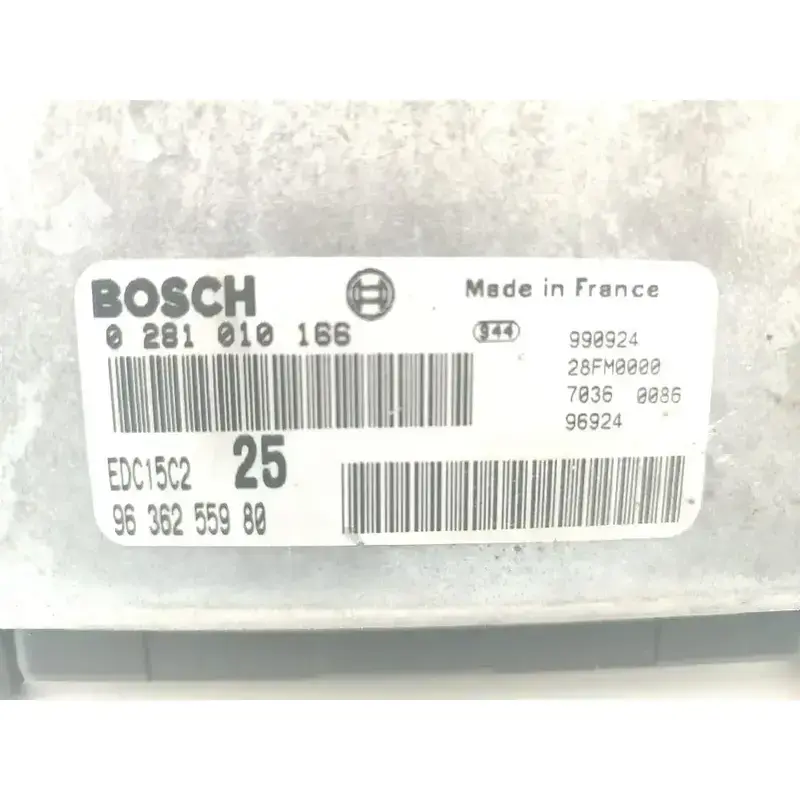 BOSCH
Made in France
0 281 010 166
944
990924
28FM0000
7036 0086
96924
EDC15C2 25
96 362 559 80